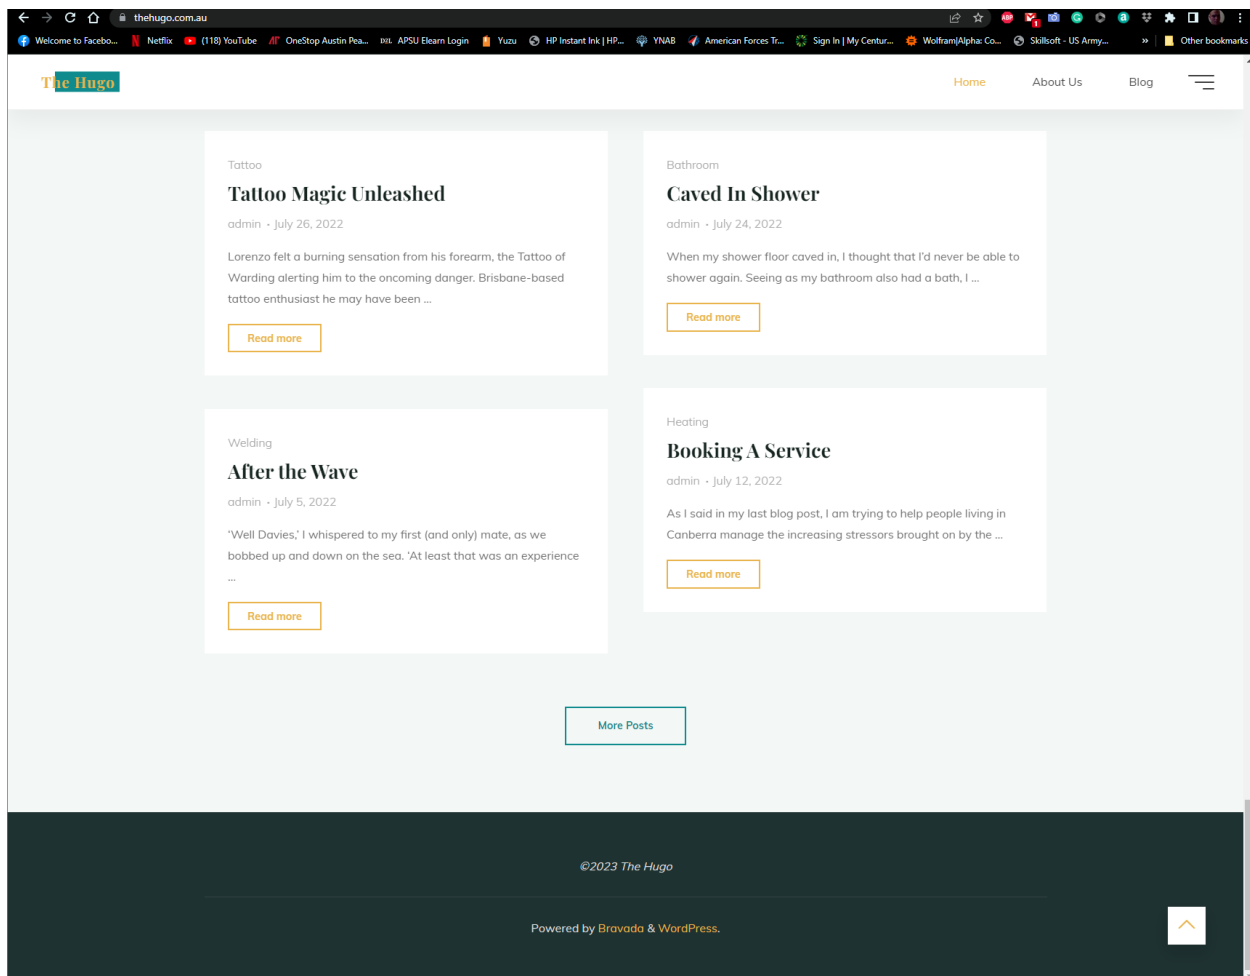 thehugo.com.au
Welcome to Facebo...
Netflix
(118) YouTube
OneStop Austin Pea...
D2L APSU Elearn Login
Yuzu
HP Instant Ink | HP...
YNAB
American Forces Tr...
Sign In | My Centur...
Wolfram|Alpha: Co...
Skillsoft - US Army...
»
Other bookmarks
The Hugo
Home
About Us
Blog
Tattoo
Tattoo Magic Unleashed
admin • July 26, 2022
Lorenzo felt a burning sensation from his forearm, the Tattoo of
Warding alerting him to the oncoming danger. Brisbane-based
tattoo enthusiast he may have been ...
Read more
Bathroom
Caved In Shower
admin • July 24, 2022
When my shower floor caved in, I thought that I'd never be able to
shower again. Seeing as my bathroom also had a bath, I ...
Read more
Welding
After the Wave
admin • July 5, 2022
‘Well Davies,’ I whispered to my first (and only) mate, as we
bobbed up and down on the sea. ‘At least that was an experience
...
Read more
Heating
Booking A Service
admin • July 12, 2022
As I said in my last blog post, I am trying to help people living in
Canberra manage the increasing stressors brought on by the ...
Read more
More Posts
©2023 The Hugo
Powered by Bravada & WordPress.